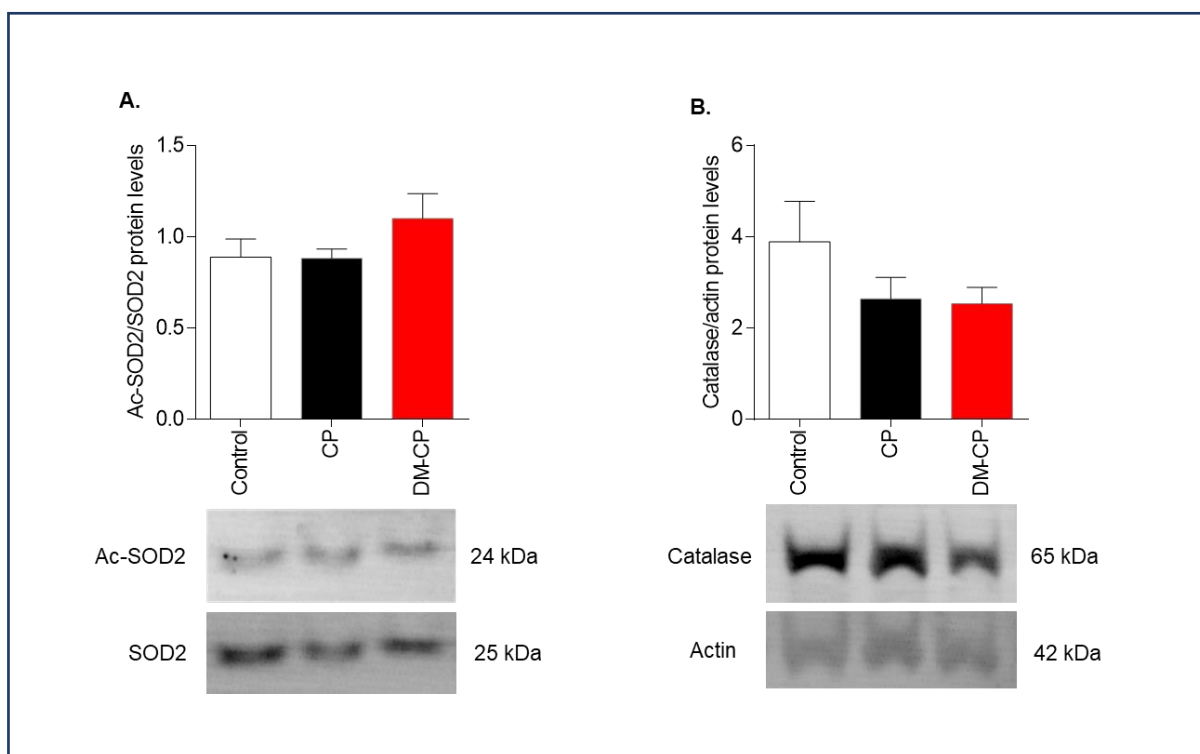 A.
Ac-SOD2/SOD2 protein levels
1.5
1.0
0.5
0.0
Control
CP
DM-CP
Ac-SOD2
24 kDa
SOD2
25 kDa
B.
Catalase/actin protein levels
6
4
2
0
Control
CP
DM-CP
Catalase
65 kDa
Actin
42 kDa